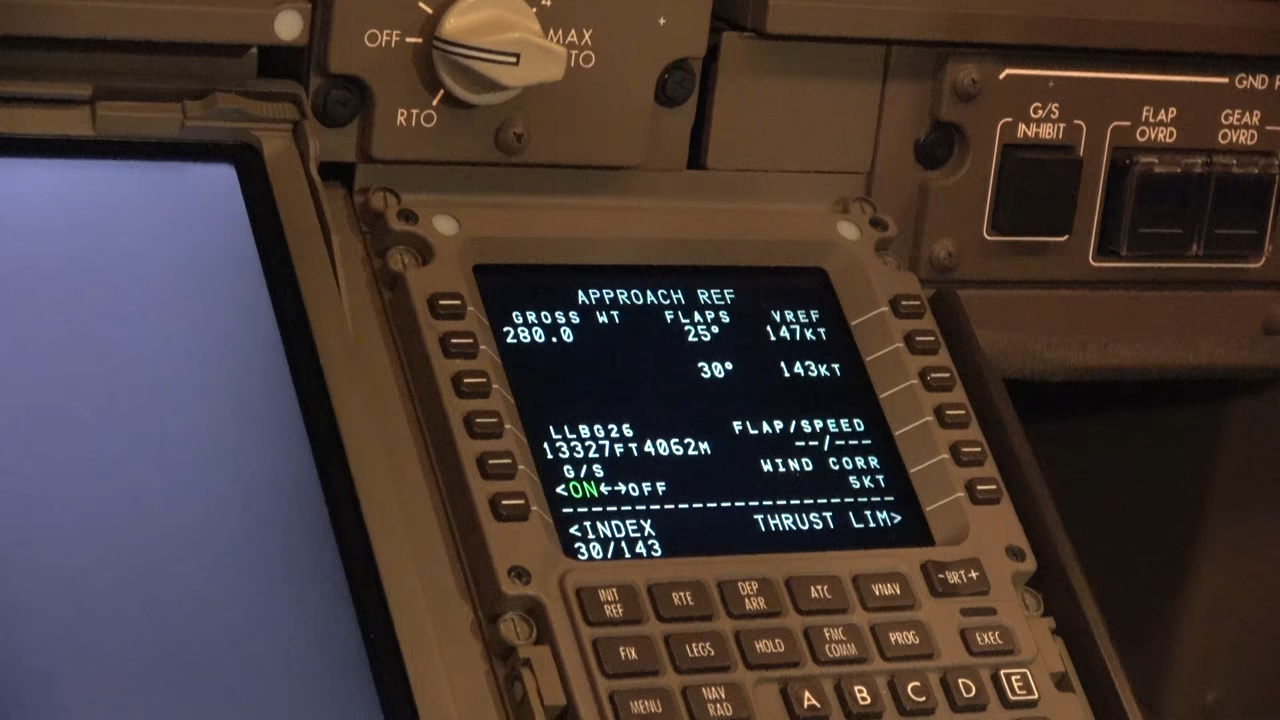 4
OFF MAX
TO
RTO
GND
G/S
INHIBIT
FLAP
OVRD
GEAR
OVRD
APPROACH REF
GROSS WT FLAPS VREF
280.0 25° 147KT
30° 143KT
LLBG26 FLAP/SPEED
13327FT4062M --/---
G/S WIND CORR
<ON←→OFF 5KT
--------------------------------
<INDEX THRUST LIM>
30/143
INIT
REF
RTE
DEP
ARR
ATC
VNAV
-BRT+
FIX
LEGS
HOLD
FMC
COMM
PROG
EXEC
MENU
NAV
RAD
A B C D E